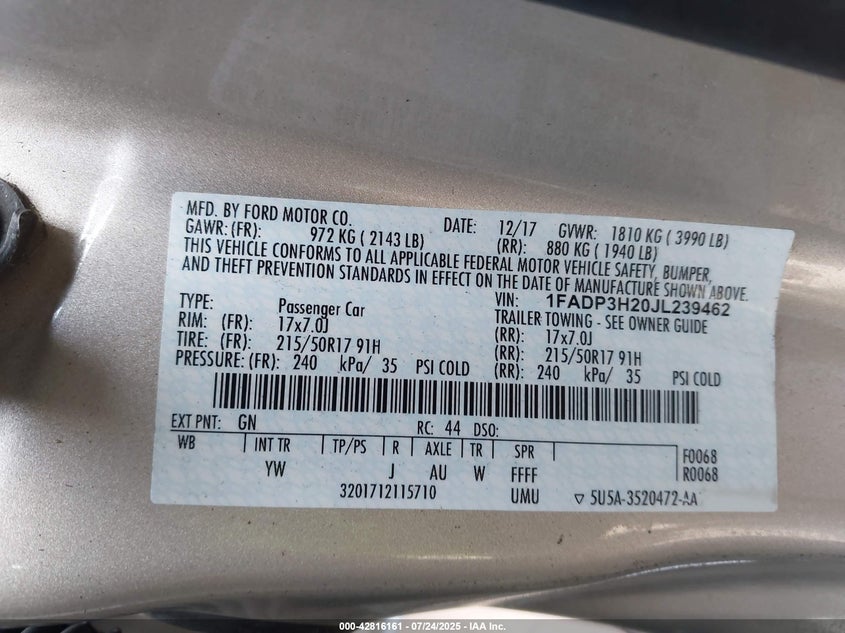 MFD. BY FORD MOTOR CO. DATE: 12/17 GVWR: 1810 KG ( 3990 LB)
GAWR: (FR): 972 KG ( 2143 LB) (RR): 880 KG ( 1940 LB)
THIS VEHICLE CONFORMS TO ALL APPLICABLE FEDERAL MOTOR VEHICLE SAFETY, BUMPER,
AND THEFT PREVENTION STANDARDS IN EFFECT ON THE DATE OF MANUFACTURE SHOWN ABOVE.
VIN: 1FADP3H20JL239462
TYPE: Passenger Car TRAILER TOWING - SEE OWNER GUIDE
RIM: (FR): 17x7.0J (RR): 17x7.0J
TIRE: (FR): 215/50R17 91H (RR): 215/50R17 91H
PRESSURE: (FR): 240 kPa/ 35 PSI COLD (RR): 240 kPa/ 35 PSI COLD
EXT PNT: GN RC: 44 DSO:
WB INT TR TP/PS R AXLE TR SPR F0068
YW J AU W FFFF R0068
3201712115710 UMU ▽ 5U5A-3520472-AA
000-42816161 - 07/24/2025 - IAA Inc.